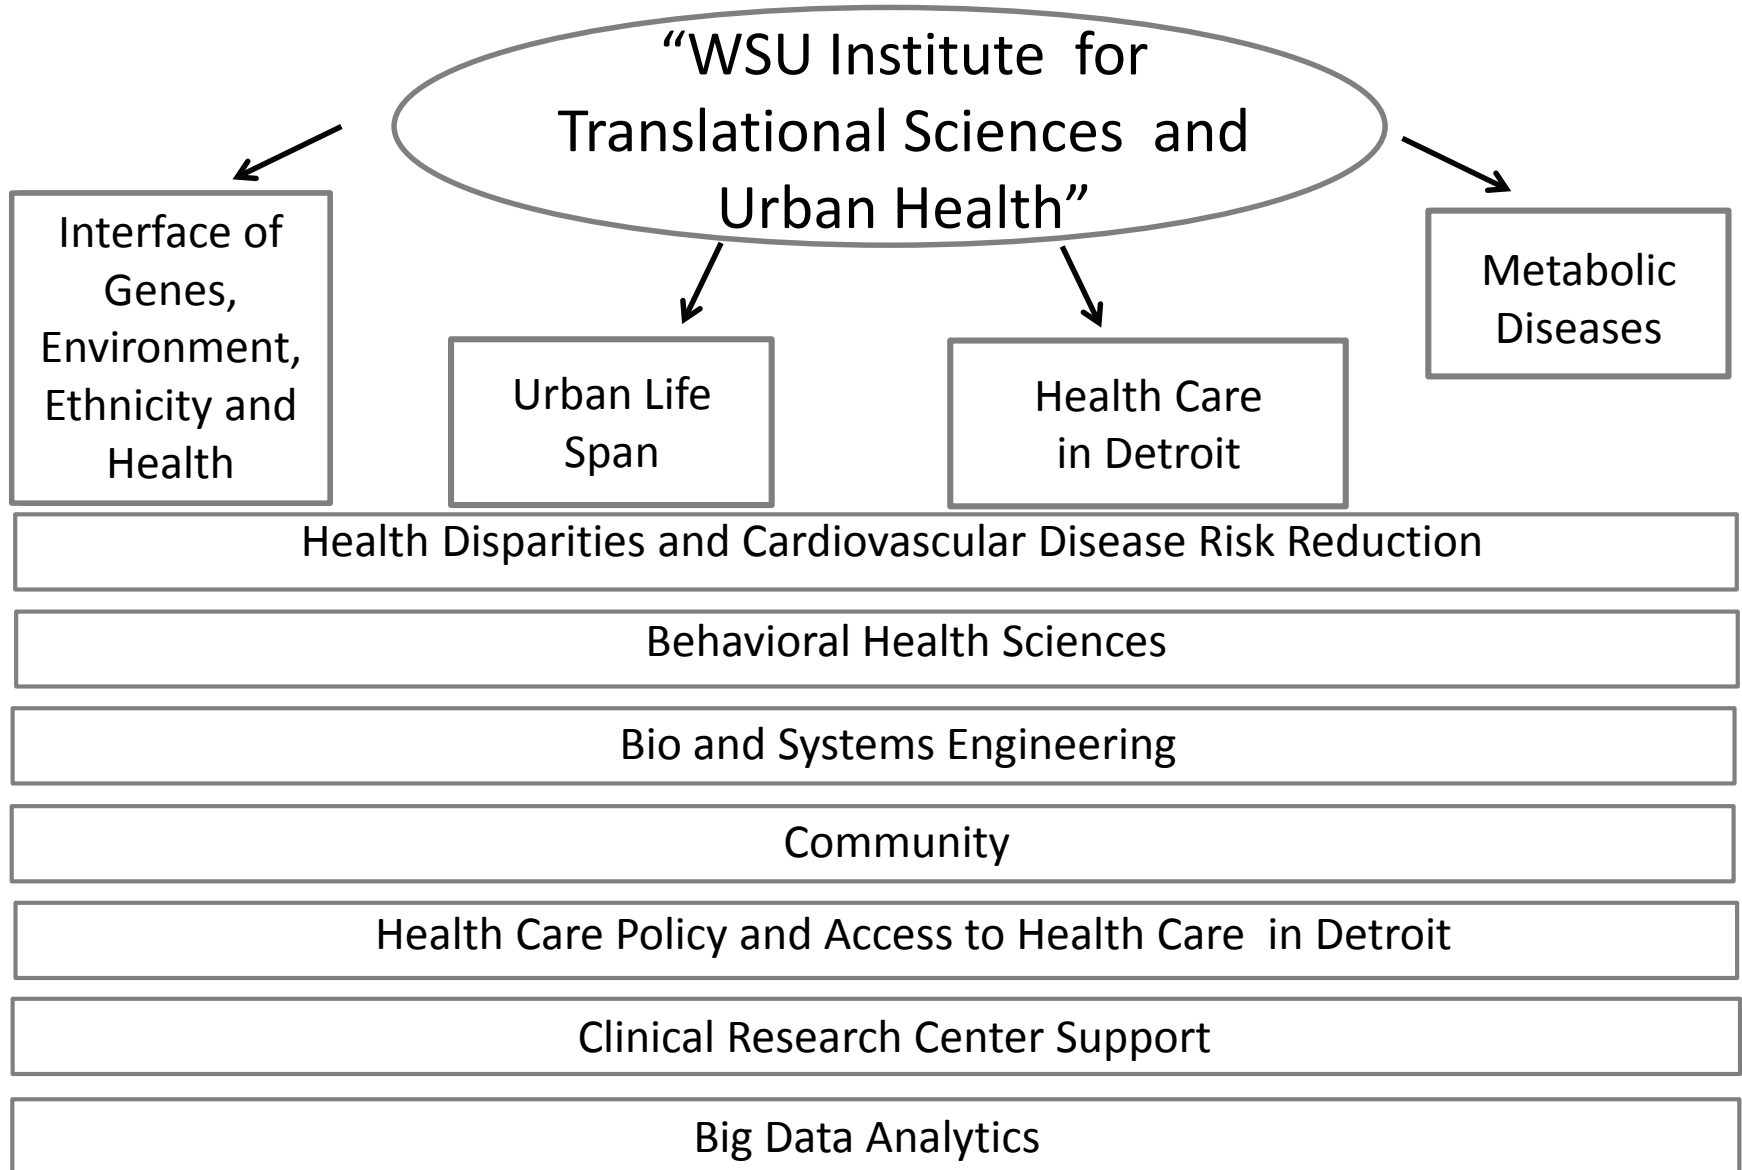 “WSU Institute for
Translational Sciences and
Urban Health”
Interface of
Genes,
Environment,
Ethnicity and
Health
Urban Life
Span
Health Care
in Detroit
Metabolic
Diseases
Health Disparities and Cardiovascular Disease Risk Reduction
Behavioral Health Sciences
Bio and Systems Engineering
Community
Health Care Policy and Access to Health Care in Detroit
Clinical Research Center Support
Big Data Analytics